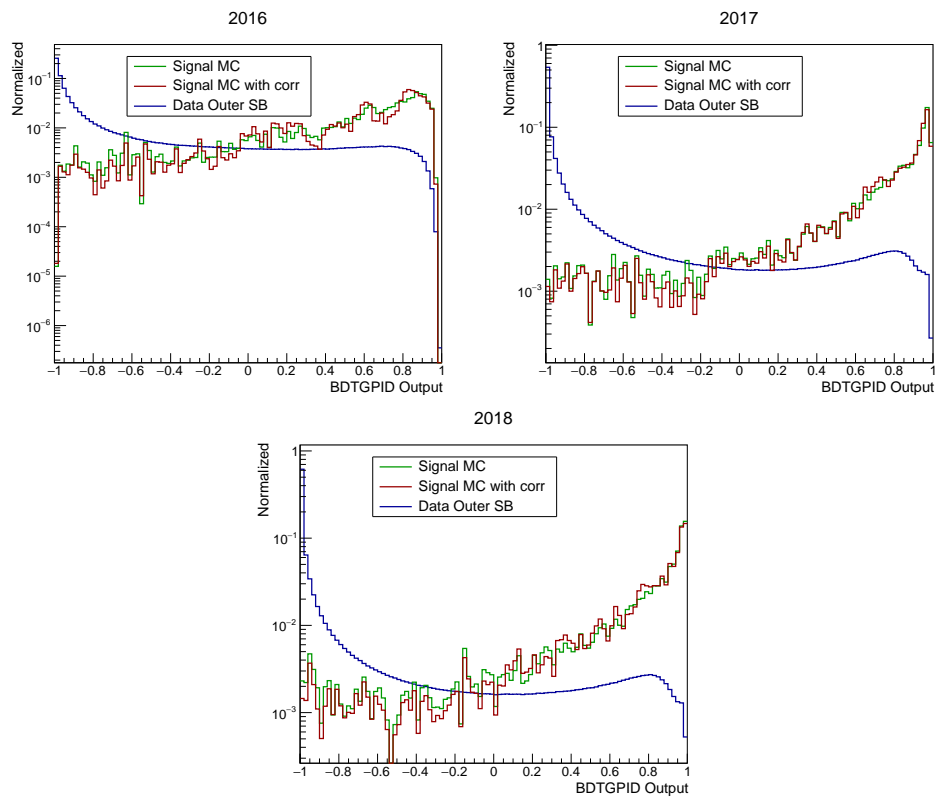 2016
Normalized
10⁻¹
10⁻²
10⁻³
10⁻⁴
10⁻⁵
10⁻⁶
Signal MC
Signal MC with corr
Data Outer SB
−1 −0.8 −0.6 −0.4 −0.2 0 0.2 0.4 0.6 0.8 1
BDTGPID Output
2017
Normalized
1
10⁻¹
10⁻²
10⁻³
Signal MC
Signal MC with corr
Data Outer SB
−1 −0.8 −0.6 −0.4 −0.2 0 0.2 0.4 0.6 0.8 1
BDTGPID Output
2018
Normalized
1
10⁻¹
10⁻²
10⁻³
Signal MC
Signal MC with corr
Data Outer SB
−1 −0.8 −0.6 −0.4 −0.2 0 0.2 0.4 0.6 0.8 1
BDTGPID Output